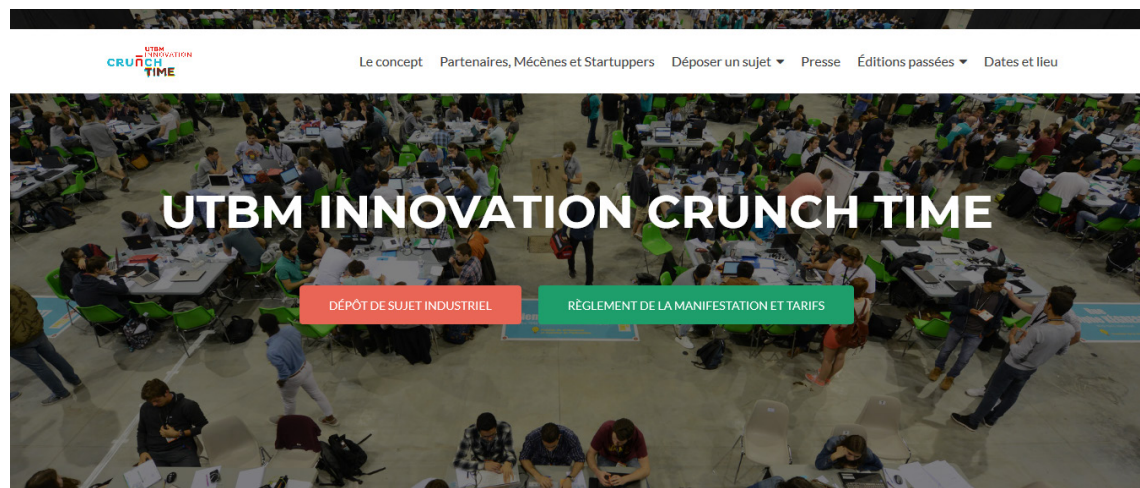 UTBM
INNOVATION
CRUNCH
TIME
Le concept Partenaires, Mécènes et Startuppers Déposer un sujet Presse Éditions passées Dates et lieu
UTBM INNOVATION CRUNCH TIME
DÉPÔT DE SUJET INDUSTRIEL RÈGLEMENT DE LA MANIFESTATION ET TARIFS